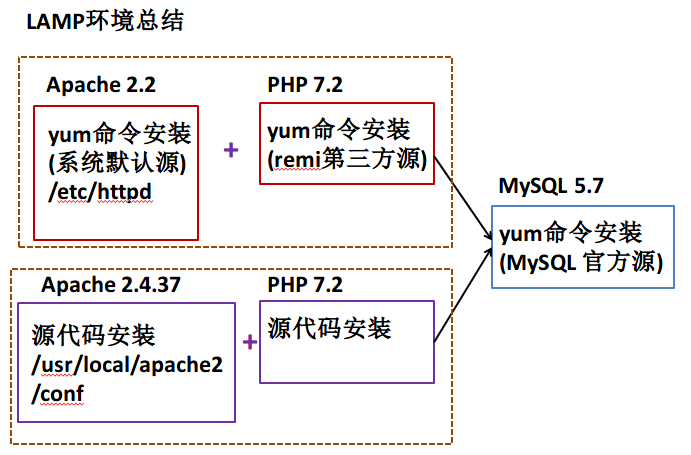 LAMP环境总结
Apache 2.2
PHP 7.2
yum命令安装
(系统默认源)
/etc/httpd
+
yum命令安装
(remi第三方源)
MySQL 5.7
yum命令安装
(MySQL 官方源)
Apache 2.4.37
PHP 7.2
源代码安装
/usr/local/apache2
/conf
+
源代码安装